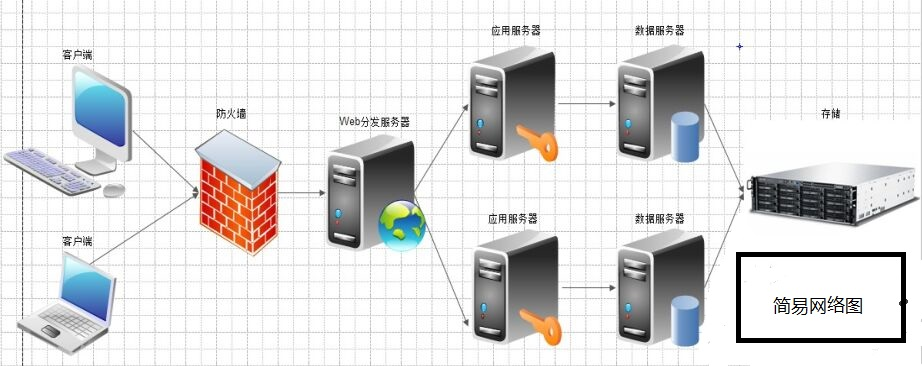 客户端
防火墙
Web分发服务器
应用服务器
数据服务器
存储
客户端
应用服务器
数据服务器
简易网络图